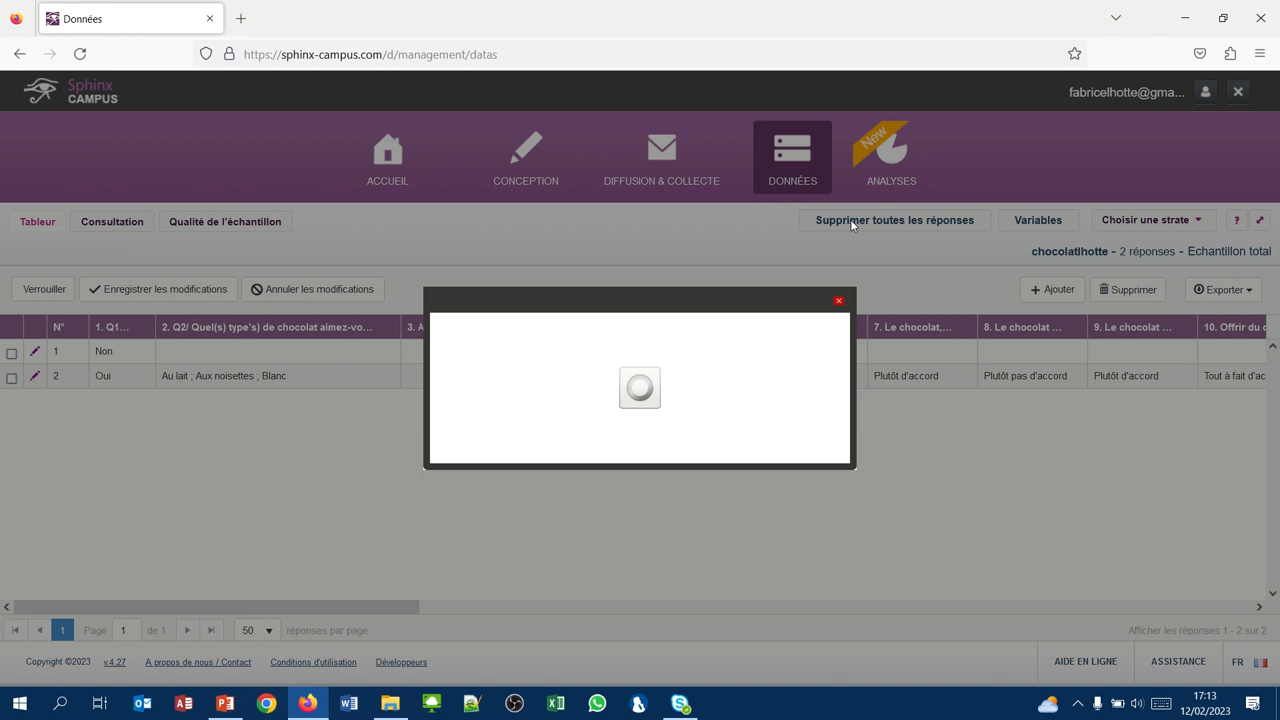 Données
https://sphinx-campus.com/d/management/datas
Sphinx
CAMPUS
fabricelhotte@gma...
New
ACCUEIL
CONCEPTION
DIFFUSION & COLLECTE
DONNÉES
ANALYSES
Tableur
Consultation
Qualité de l'échantillon
Supprimer toutes les réponses
Variables
Choisir une strate
?
chocolatlhotte - 2 réponses - Echantillon total
Verrouiller
Enregistrer les modifications
Annuler les modifications
Ajouter
Supprimer
Exporter
N° 1. Q1... 2. Q2/ Quel(s) type's) de chocolat aimez-vo... 3. A 7. Le chocolat,... 8. Le chocolat ... 9. Le chocolat ... 10. Offrir du c
1 Non
2 Oui Au lait ; Aux noisettes ; Blanc Plutôt d'accord Plutôt pas d'accord Plutôt d'accord Tout à fait d'ac
1 Page 1 de 1 50 réponses par page
Afficher les réponses 1 - 2 sur 2
Copyright ©2023 v.4.27 A propos de nous / Contact Conditions d'utilisation Développeurs
AIDE EN LIGNE ASSISTANCE FR
17:13
12/02/2023